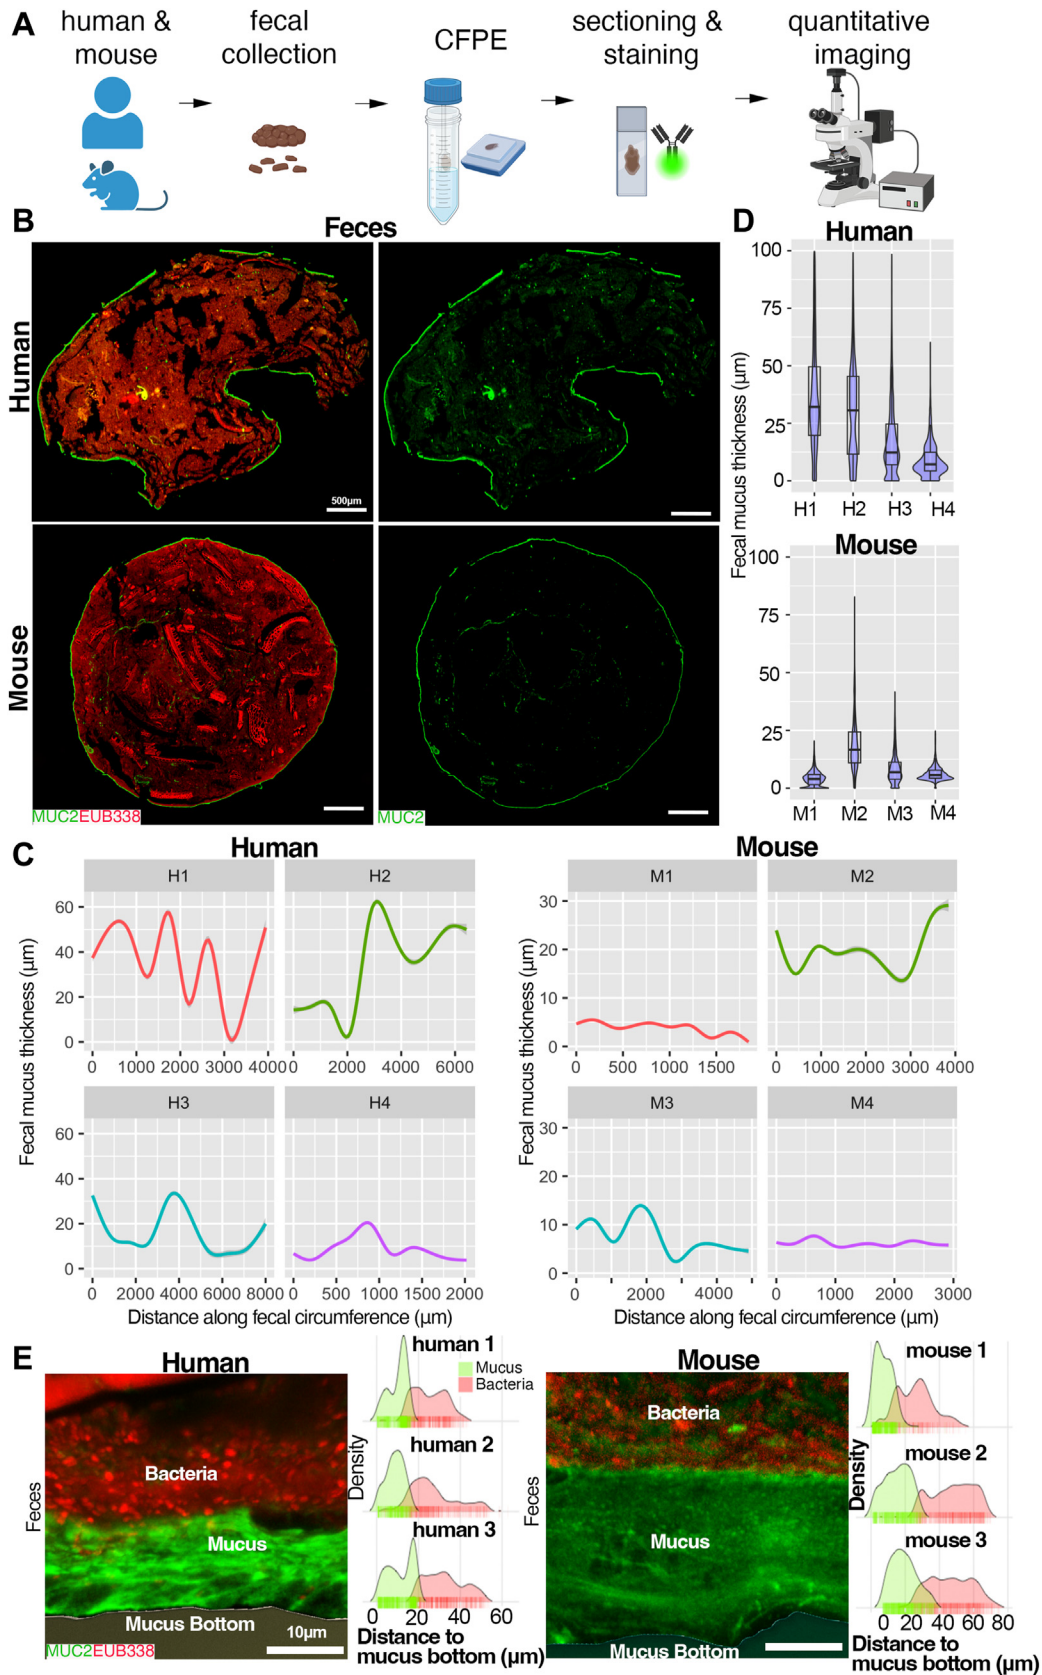 A
human &
mouse
fecal
collection
CFPE
sectioning &
staining
quantitative
imaging
B
Feces
Human
500µm
Mouse
MUC2EUB338
MUC2
D
Human
Fecal mucus thickness (µm)
100
75
50
25
0
H1 H2 H3 H4
Mouse
100
75
50
25
0
M1 M2 M3 M4
C
Human
Fecal mucus thickness (µm)
H1
H2
60
40
20
0
0 1000 2000 3000 4000
0 2000 4000 6000
H3
H4
60
40
20
0
0 2000 4000 6000 8000
0 500 1000 1500 2000
Distance along fecal circumference (µm)
Mouse
Fecal mucus thickness (µm)
M1
M2
30
20
10
0
0 500 1000 1500
0 1000 2000 3000 4000
M3
M4
30
20
10
0
0 2000 4000
0 1000 2000 3000
Distance along fecal circumference (µm)
E
Human
Feces
Bacteria
Mucus
Mucus Bottom
MUC2EUB338
10µm
human 1
Mucus
Bacteria
Density
human 2
human 3
0 20 40 60
Distance to
mucus bottom (µm)
Mouse
Feces
Bacteria
Mucus
Mucus Bottom
mouse 1
Density
mouse 2
mouse 3
0 20 40 60 80
Distance to
mucus bottom (µm)